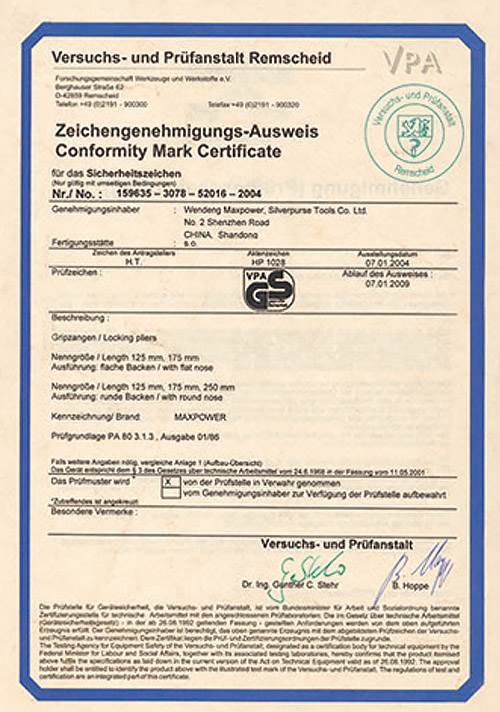 Versuchs- und Prüfanstalt Remscheid
VPA
Forschungsgemeinschaft Werkzeuge und Werkstoffe e.V.
Berghauser Straße 62
D-42859 Remscheid
Telefon +49 (0)2191 - 900300 Telefax +49 (0)2191 - 900320
Versuchs- und Prüfanstalt
Remscheid
Zeichengenehmigungs-Ausweis
Conformity Mark Certificate
für das Sicherheitszeichen
(Nur gültig mit umseitigen Bedingungen)
Nr./ No. : 159635 – 3078 – 52016 – 2004
Genehmigungsinhaber : Wendeng Maxpower, Silverpurse Tools Co. Ltd.
No. 2 Shenzhen Road
CHINA, Shandong
Fertigungsstätte : s.o.
Zeichen des Antragstellers Aktenzeichen Ausstellungsdatum
H.T. HP 1028 07.01.2004
Prüfzeichen : VPA GS Ablauf des Ausweises :
07.01.2009
Beschreibung :
Gripzangen / Locking pliers
Nenngröße / Length 125 mm, 175 mm
Ausführung: flache Backen / with flat nose
Nenngröße / Length 125 mm, 175 mm, 250 mm
Ausführung: runde Backen / with round nose
Kennzeichnung/ Brand: MAXPOWER
Prüfgrundlage PA 80 3.1.3 , Ausgabe 01/86
Falls weitere Angaben nötig, vergleiche Anlage 1 (Aufbau-Übersicht)
Das Gerät entspricht dem § 3 des Gesetzes über technische Arbeitsmittel vom 24.6.1968 in der Fassung vom 11.05.2001
Das Prüfmuster wird * X von der Prüfstelle in Verwahr genommen
vom Genehmigungsinhaber zur Verfügung der Prüfstelle aufbewahrt
*Zutreffendes ist angekreuzt
Besondere Vermerke :
Versuchs- und Prüfanstalt
Dr. Ing. Günther C. Stehr B. Hoppe
Die Prüfstelle für Gerätesicherheit, die Versuchs- und Prüfanstalt, ist vom Bundesminister für Arbeit und Sozialordnung benannte
Zertifizierungsstelle für technische Arbeitsmittel mit den angeschlossenen Prüflaboratorien. Die im Gesetz über technische Arbeitsmittel
(Gerätesicherheitsgesetz) - in der ab 26.08.1992 geltenden Fassung - gestellten Anforderungen werden von dem oben aufgeführten
Erzeugnis erfüllt. Der Genehmigungsinhaber ist berechtigt, das oben genannte Erzeugnis mit dem abgebildeten Prüfzeichen der Versuchs-
und Prüfanstalt zu kennzeichnen. Dem Zertifikat liegen die Prüf- und Zertifizierungsordnungen der Prüfstelle zugrunde.
The Testing Agency for Equipment Safety of the Versuchs- und Prüfanstalt, designated as a certification body for technical equipment by the
Federal Minister for Labour and Social Affairs, together with its associated testing laboratories, hereby confirms that the product itemised
above fulfils the specifications as laid down in the current version of the Act on Technical Equipment valid as of 26.08.1992. The approval
holder shall be entitled to identify the product above with the illustrated test mark of the Versuchs- und Prüfanstalt. The regulations of test and
certification are an integrated part of this certificate.